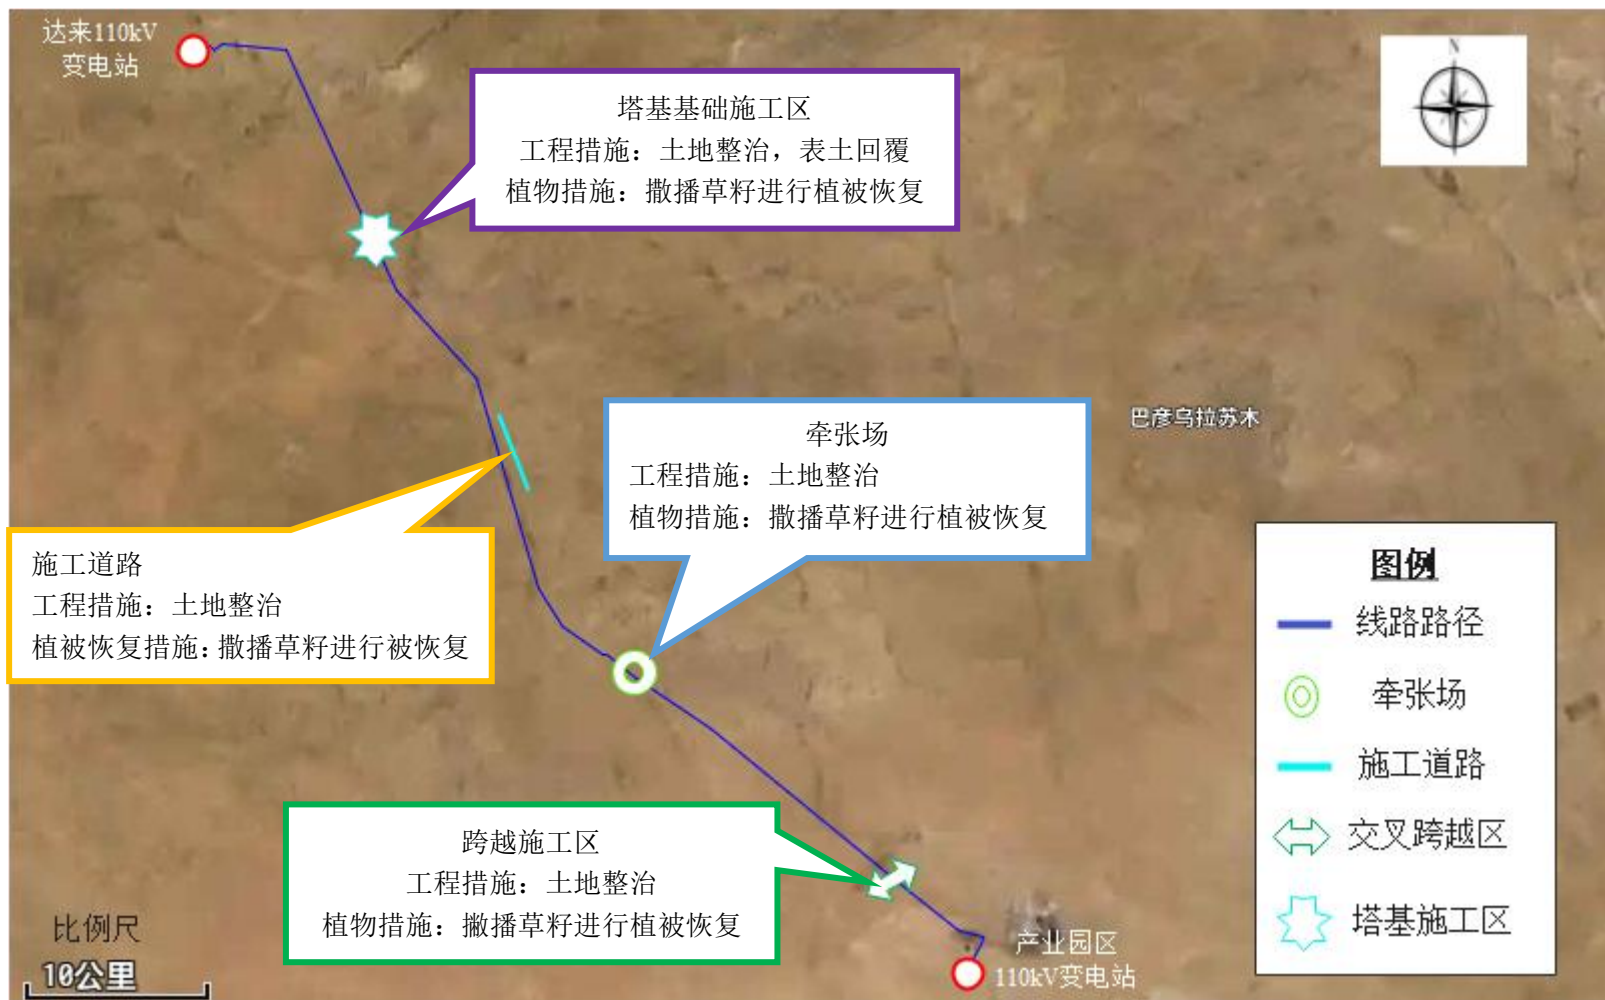 达来110kV
变电站
N
塔基基础施工区
工程措施：土地整治，表土回覆
植物措施：撒播草籽进行植被恢复
巴彦乌拉苏木
牵张场
工程措施：土地整治
植物措施：撒播草籽进行植被恢复
施工道路
工程措施：土地整治
植被恢复措施：撒播草籽进行被恢复
图例
线路路径
牵张场
施工道路
交叉跨越区
塔基施工区
跨越施工区
工程措施：土地整治
植物措施：撇播草籽进行植被恢复
产业园区
110kV变电站
比例尺
10公里